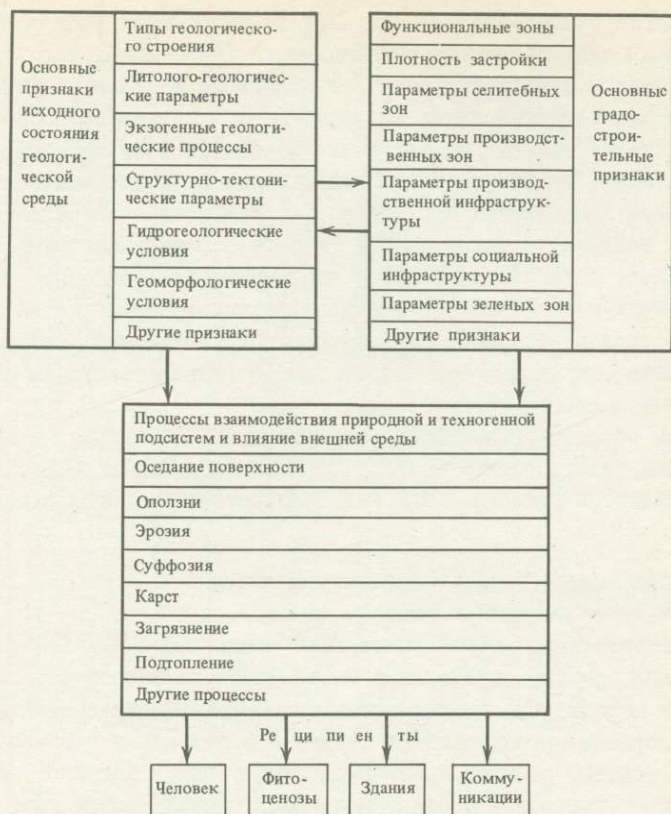 Основные
признаки
исходного
состояния
геологи-
ческой
среды
Типы геологическо-
го строения
Литолого-геологичес-
кие параметры
Экзогенные геологи-
ческие процессы
Структурно-тектони-
ческие параметры
Гидрогеологические
условия
Геоморфологические
условия
Другие признаки
Функциональные зоны
Плотность застройки
Параметры селитебных
зон
Параметры производст-
венных зон
Параметры производ-
ственной инфраструк-
туры
Параметры социальной
инфраструктуры
Параметры зеленых зон
Другие признаки
Основные
градо-
строи-
тельные
признаки
Процессы взаимодействия природной и техногенной
подсистем и влияние внешней среды
Оседание поверхности
Оползни
Эрозия
Суффозия
Карст
Загрязнение
Подтопление
Другие процессы
Ре ци пи ен ты
Человек
Фито-
ценозы
Здания
Комму-
никации